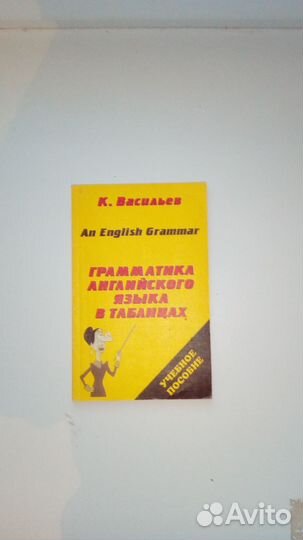 К. Васильев
An English Grammar
ГРАММАТИКА
АНГЛИЙСКОГО
ЯЗЫКА
В ТАБЛИЦАХ
УЧЕБНОЕ
ПОСОБИЕ
Avito